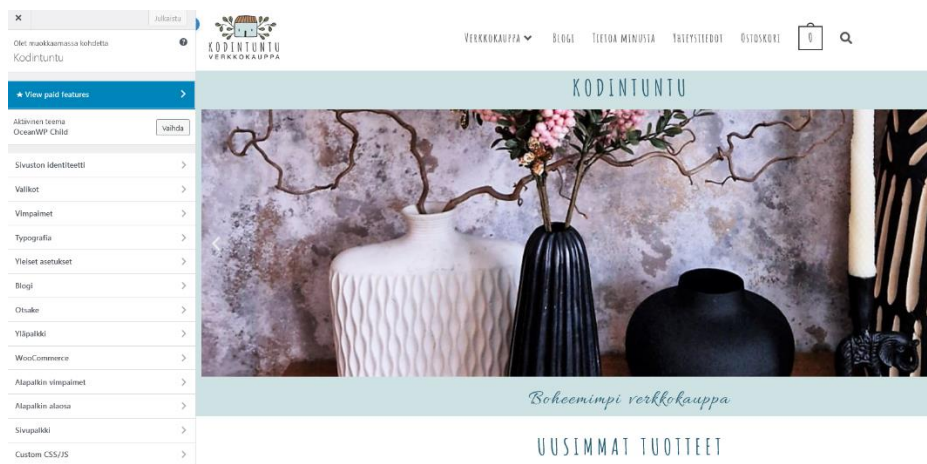 × Julkaistu
Olet muokkaamassa kohdetta
Kodintuntu
★ View paid features
Aktiivinen teema
OceanWP Child
Vaihda
Sivuston identiteetti
Valikot
Vimpaimet
Typografia
Yleiset asetukset
Blogi
Otsake
Yläpalkki
WooCommerce
Alapalkin vimpaimet
Alapalkin alaosa
Sivupalkki
Custom CSS/JS
KODINTUNTU
VERKKOKAUPPA
VERKKOKAUPPA BLOGI TIETOA MINUSTA YHTEYSTIEDOT OSTOSKORI 0
KODINTUNTU
Boheemimpi verkkokauppa
UUSIMMAT TUOTTEET